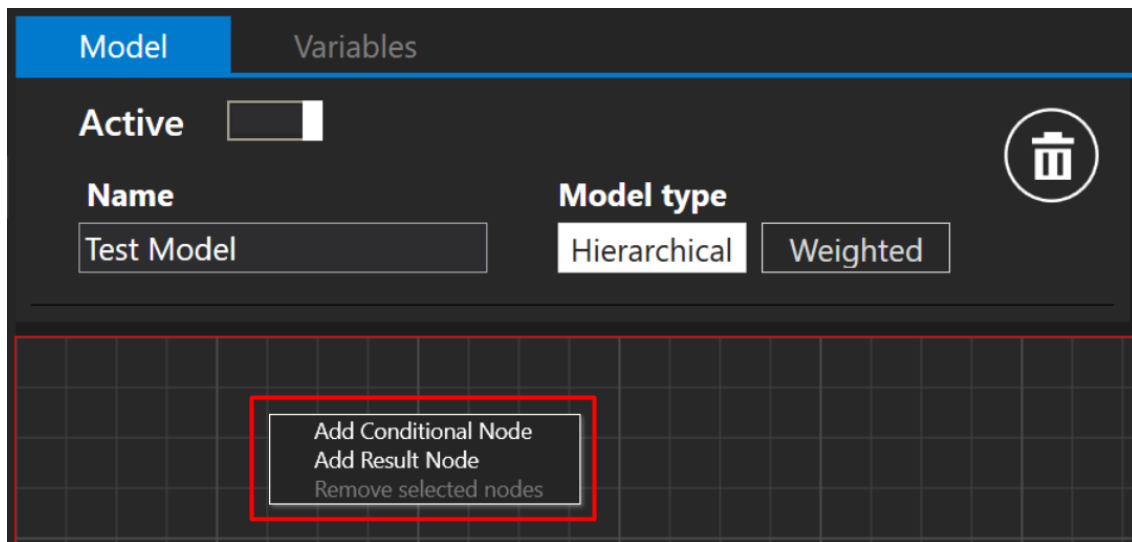 Model Variables
Active
Name Model type
Test Model Hierarchical Weighted
Add Conditional Node
Add Result Node
Remove selected nodes